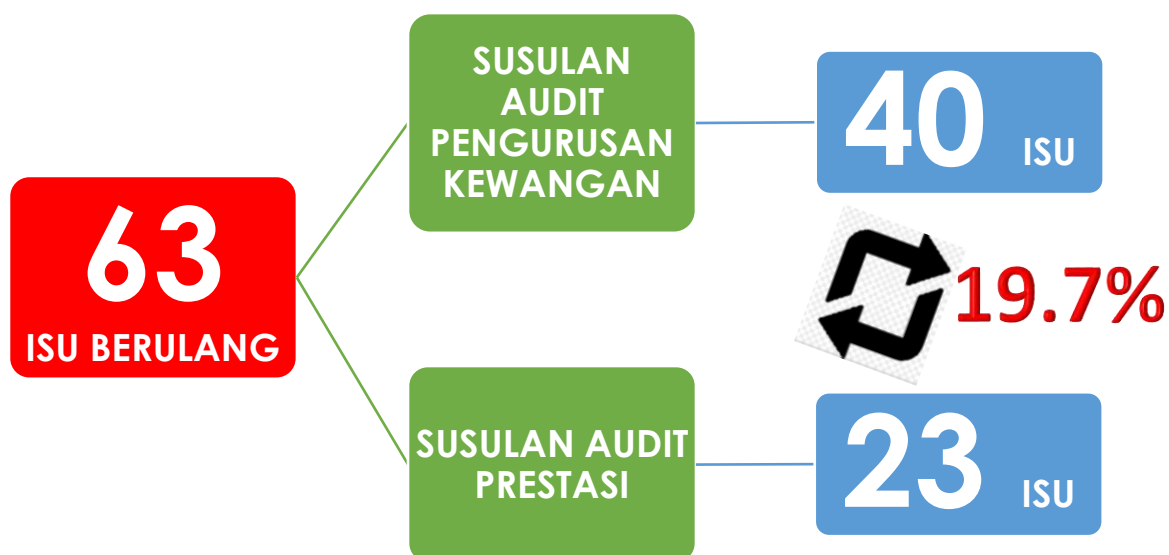 63
ISU BERULANG
SUSULAN
AUDIT
PENGURUSAN
KEWANGAN
40 ISU
19.7%
SUSULAN AUDIT
PRESTASI
23 ISU